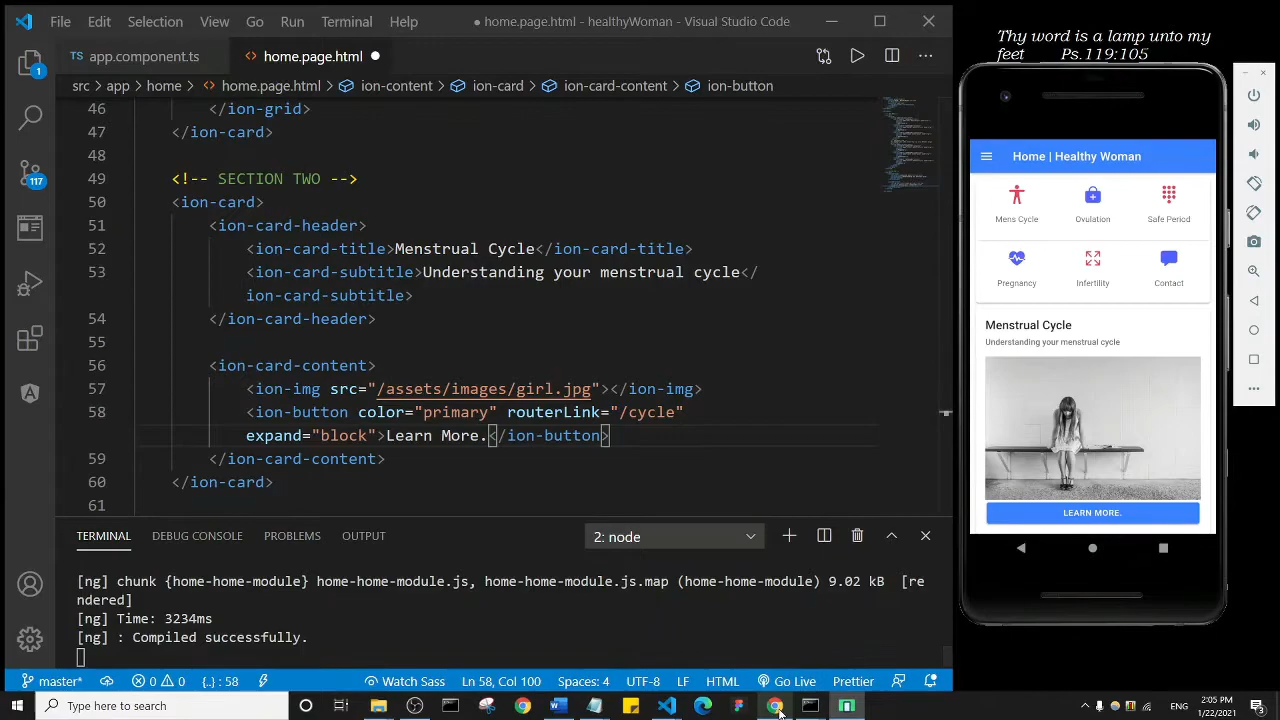 File Edit Selection View Go Run Terminal Help
● home.page.html - healthyWoman - Visual Studio Code
Thy word is a lamp unto my
feet Ps.119:105
TS app.component.ts
<> home.page.html ●
src > app > home > <> home.page.html > ion-content > ion-card > ion-card-content > ion-button
46 </ion-grid>
47 </ion-card>
48
49 <!-- SECTION TWO -->
50 <ion-card>
51 <ion-card-header>
52 <ion-card-title>Menstrual Cycle</ion-card-title>
53 <ion-card-subtitle>Understanding your menstrual cycle</
ion-card-subtitle>
54 </ion-card-header>
55
56 <ion-card-content>
57 <ion-img src="/assets/images/girl.jpg"></ion-img>
58 <ion-button color="primary" routerLink="/cycle"
expand="block">Learn More.</ion-button>
59 </ion-card-content>
60 </ion-card>
61
1
117
TERMINAL DEBUG CONSOLE PROBLEMS OUTPUT
2: node
[ng] chunk {home-home-module} home-home-module.js, home-home-module.js.map (home-home-module) 9.02 kB [re
ndered]
[ng] Time: 3234ms
[ng] : Compiled successfully.
master* 0 0 {..}: 58 Watch Sass Ln 58, Col 100 Spaces: 4 UTF-8 LF HTML Go Live Prettier
Home | Healthy Woman
Mens Cycle Ovulation Safe Period
Pregnancy Infertility Contact
Menstrual Cycle
Understanding your menstrual cycle
LEARN MORE.
Type here to search
2:05 PM
1/22/2021
2